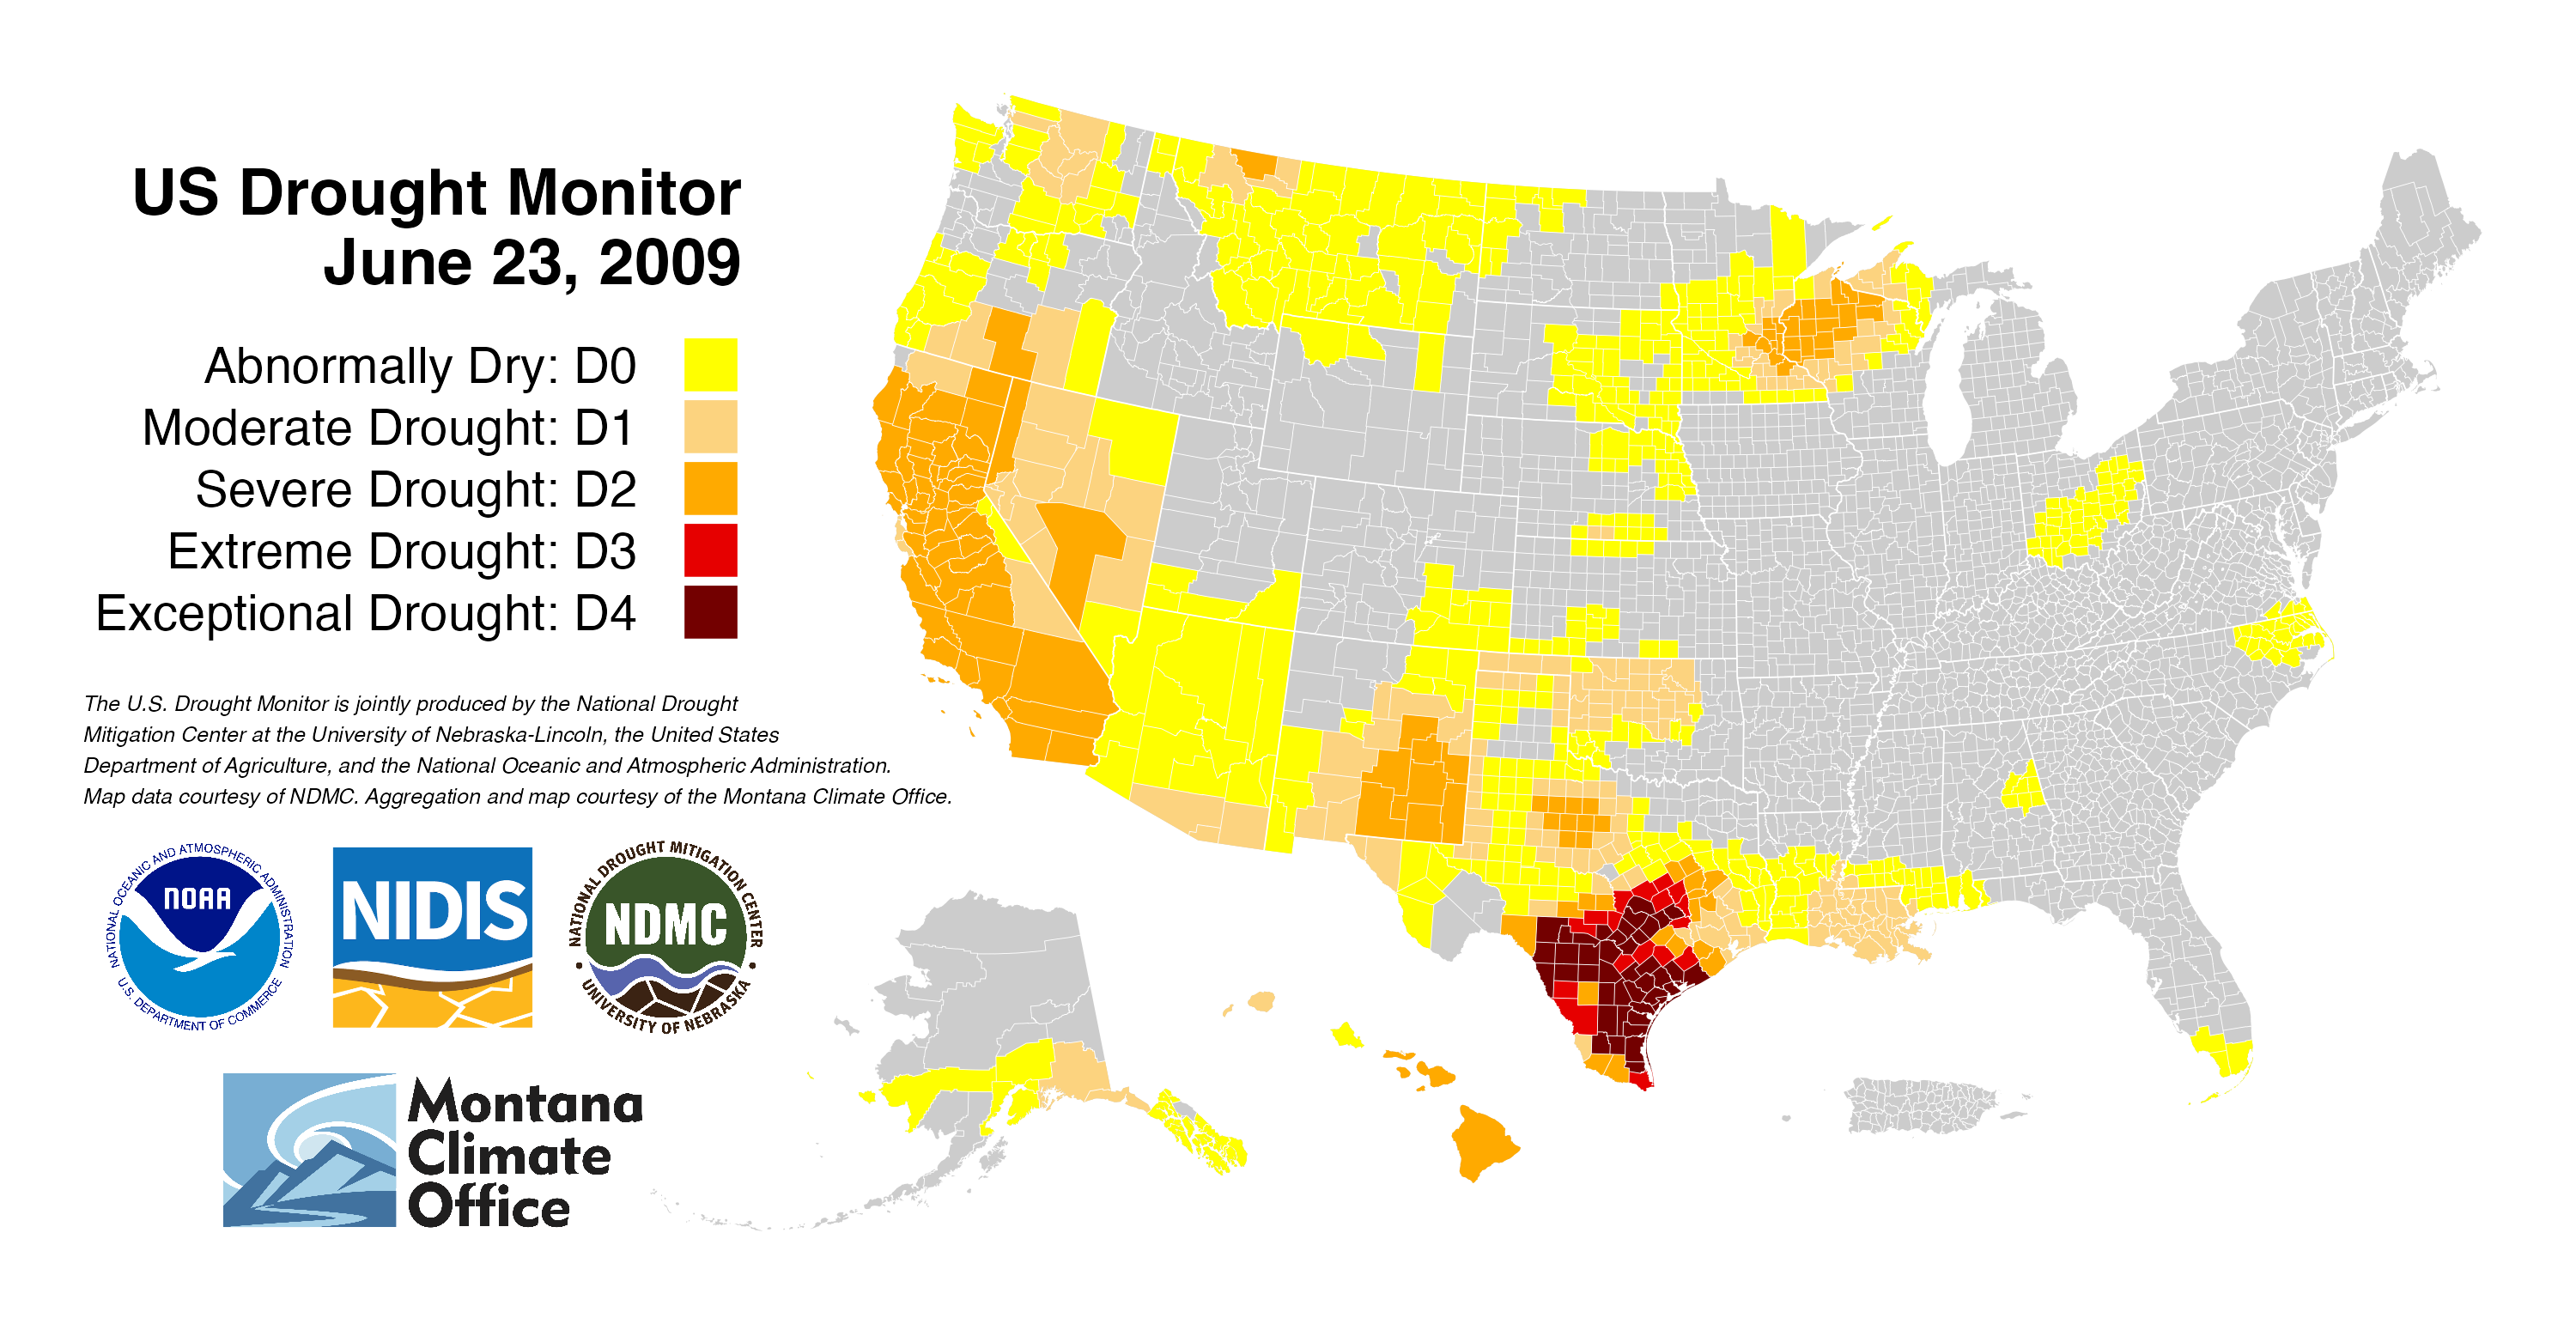 US Drought Monitor
June 23, 2009
Abnormally Dry: D0
Moderate Drought: D1
Severe Drought: D2
Extreme Drought: D3
Exceptional Drought: D4
The U.S. Drought Monitor is jointly produced by the National Drought
Mitigation Center at the University of Nebraska-Lincoln, the United States
Department of Agriculture, and the National Oceanic and Atmospheric Administration.
Map data courtesy of NDMC. Aggregation and map courtesy of the Montana Climate Office.
NATIONAL OCEANIC AND ATMOSPHERIC ADMINISTRATION
NOAA
U.S. DEPARTMENT OF COMMERCE
NIDIS
NATIONAL DROUGHT MITIGATION CENTER
NDMC
UNIVERSITY OF NEBRASKA
Montana
Climate
Office